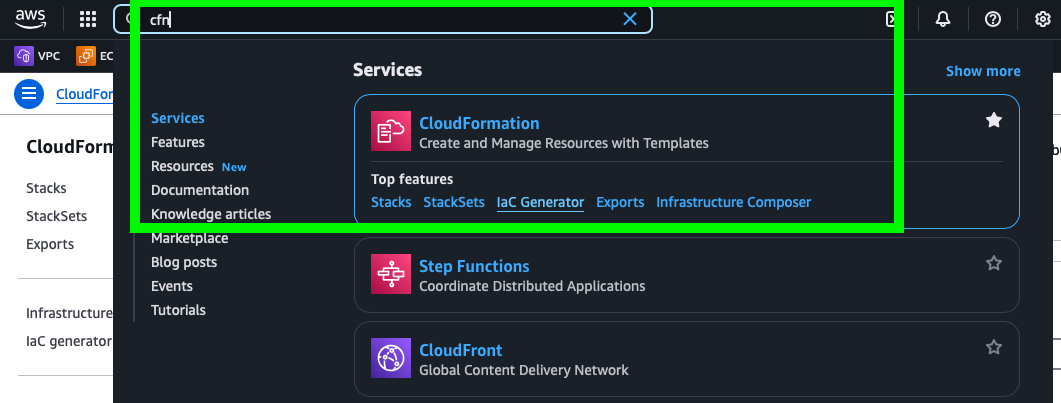 aws
cfn
VPC
EC
CloudFor
Services
Show more
CloudForm
Stacks
StackSets
Exports
Infrastructure
IaC generator
Services
Features
Resources New
Documentation
Knowledge articles
Marketplace
Blog posts
Events
Tutorials
CloudFormation
Create and Manage Resources with Templates
Top features
Stacks StackSets IaC Generator Exports Infrastructure Composer
Step Functions
Coordinate Distributed Applications
CloudFront
Global Content Delivery Network